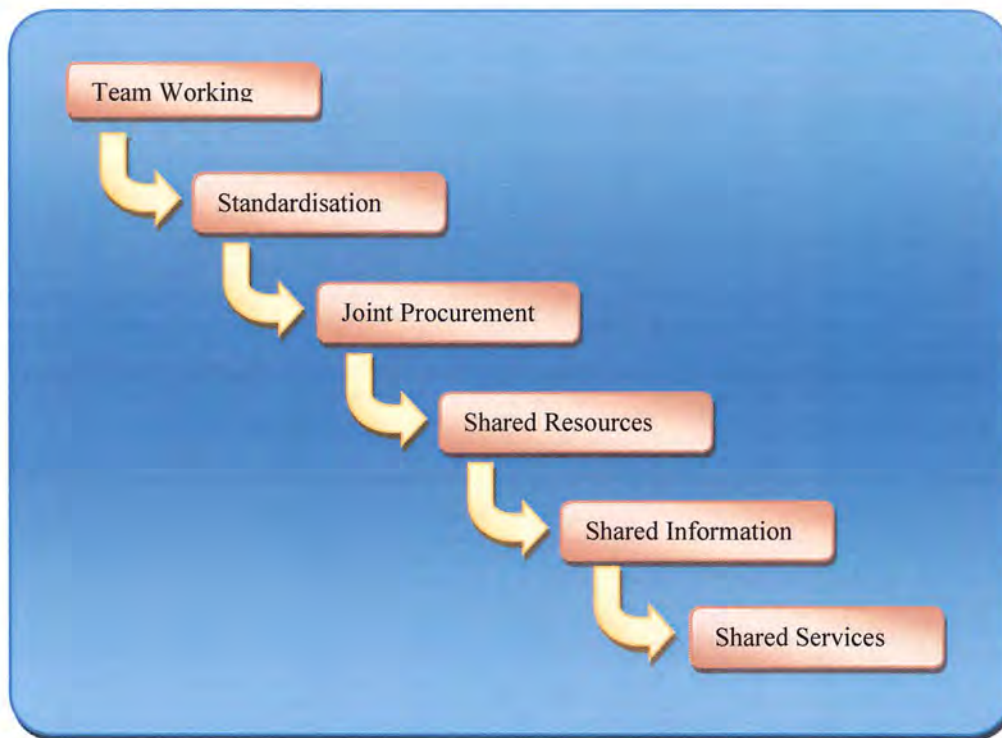 Team Working
Standardisation
Joint Procurement
Shared Resources
Shared Information
Shared Services